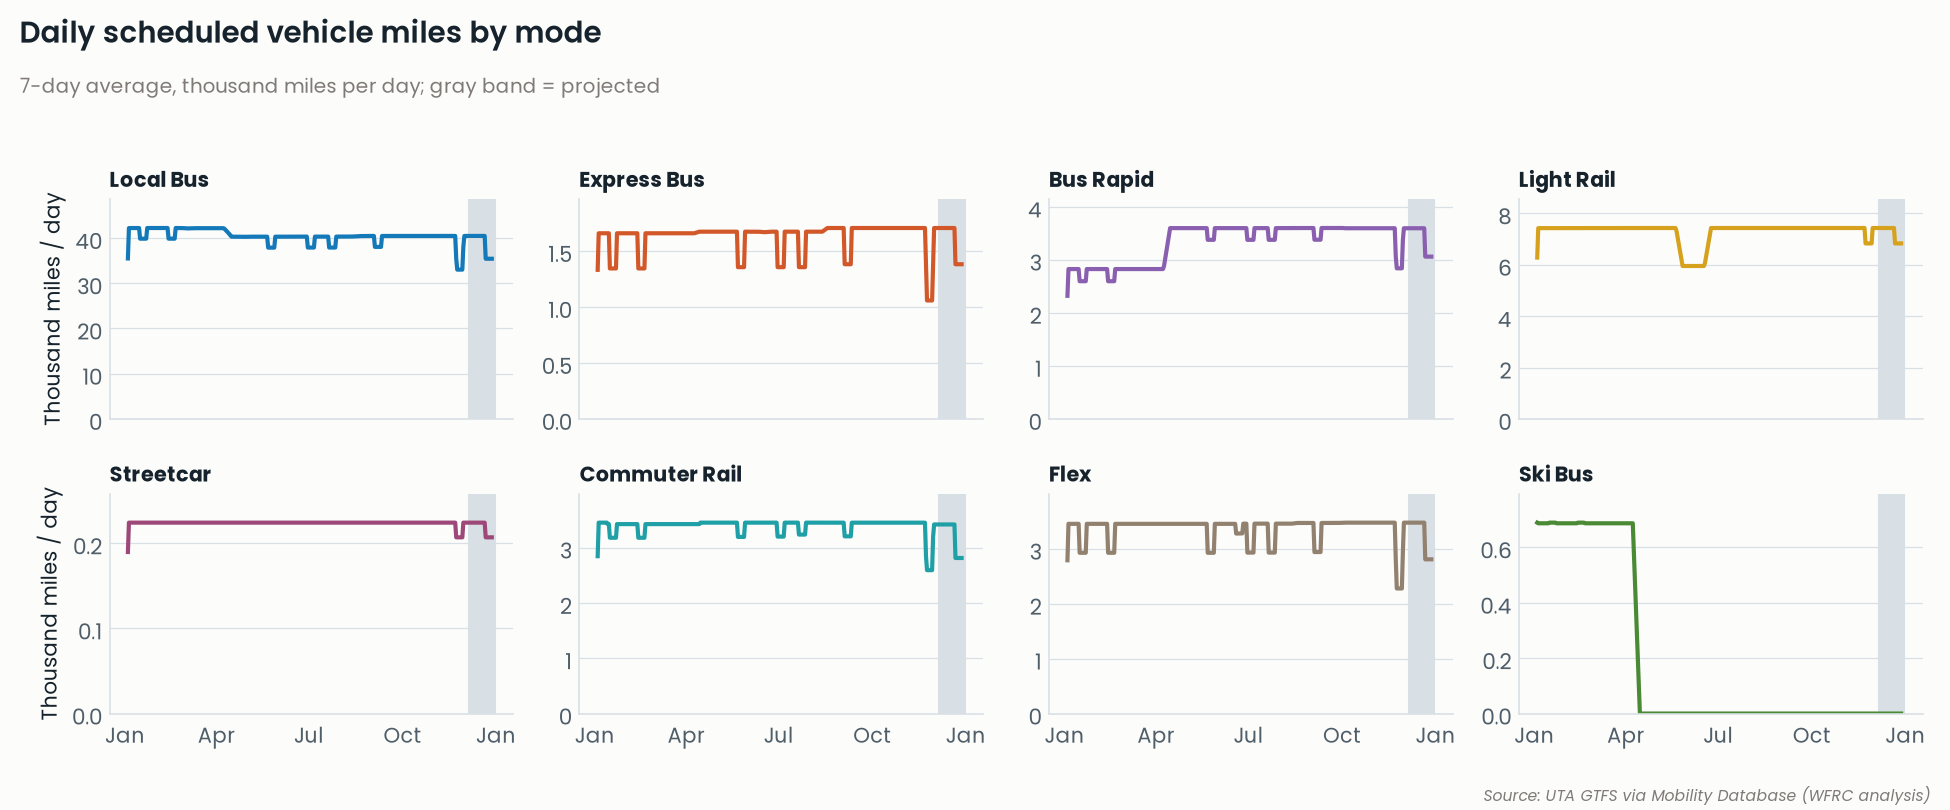 Daily scheduled vehicle miles by mode
7-day average, thousand miles per day; gray band = projected
Local Bus
Express Bus
Bus Rapid
Light Rail
Thousand miles / day
40
30
20
10
0
1.5
1.0
0.5
0.0
4
3
2
1
0
8
6
4
2
0
Streetcar
Commuter Rail
Flex
Ski Bus
Thousand miles / day
0.2
0.1
0.0
3
2
1
0
3
2
1
0
0.6
0.4
0.2
0.0
Jan Apr Jul Oct Jan
Jan Apr Jul Oct Jan
Jan Apr Jul Oct Jan
Jan Apr Jul Oct Jan
Source: UTA GTFS via Mobility Database (WFRC analysis)